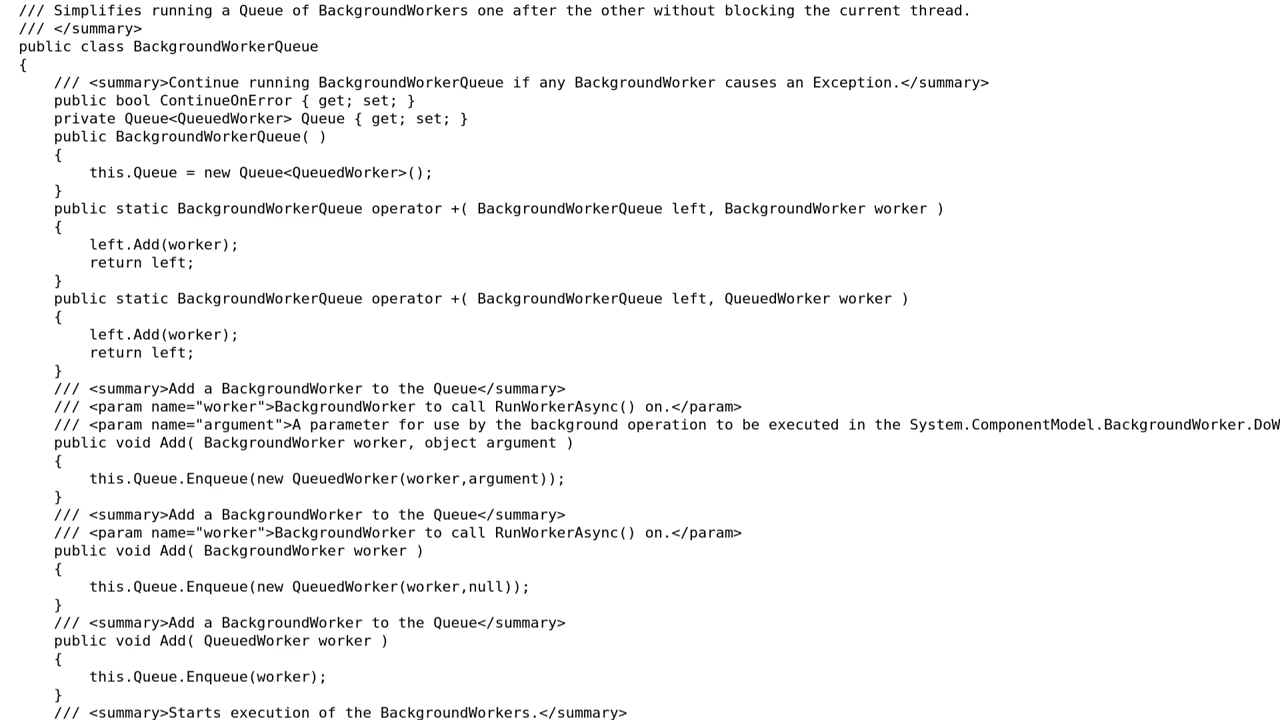 /// Simplifies running a Queue of BackgroundWorkers one after the other without blocking the current thread.
/// </summary>
public class BackgroundWorkerQueue
{
    /// <summary>Continue running BackgroundWorkerQueue if any BackgroundWorker causes an Exception.</summary>
    public bool ContinueOnError { get; set; }
    private Queue<QueuedWorker> Queue { get; set; }
    public BackgroundWorkerQueue( )
    {
        this.Queue = new Queue<QueuedWorker>();
    }
    public static BackgroundWorkerQueue operator +( BackgroundWorkerQueue left, BackgroundWorker worker )
    {
        left.Add(worker);
        return left;
    }
    public static BackgroundWorkerQueue operator +( BackgroundWorkerQueue left, QueuedWorker worker )
    {
        left.Add(worker);
        return left;
    }
    /// <summary>Add a BackgroundWorker to the Queue</summary>
    /// <param name="worker">BackgroundWorker to call RunWorkerAsync() on.</param>
    /// <param name="argument">A parameter for use by the background operation to be executed in the System.ComponentModel.BackgroundWorker.DoW
    public void Add( BackgroundWorker worker, object argument )
    {
        this.Queue.Enqueue(new QueuedWorker(worker,argument));
    }
    /// <summary>Add a BackgroundWorker to the Queue</summary>
    /// <param name="worker">BackgroundWorker to call RunWorkerAsync() on.</param>
    public void Add( BackgroundWorker worker )
    {
        this.Queue.Enqueue(new QueuedWorker(worker,null));
    }
    /// <summary>Add a BackgroundWorker to the Queue</summary>
    public void Add( QueuedWorker worker )
    {
        this.Queue.Enqueue(worker);
    }
    /// <summary>Starts execution of the BackgroundWorkers.</summary>